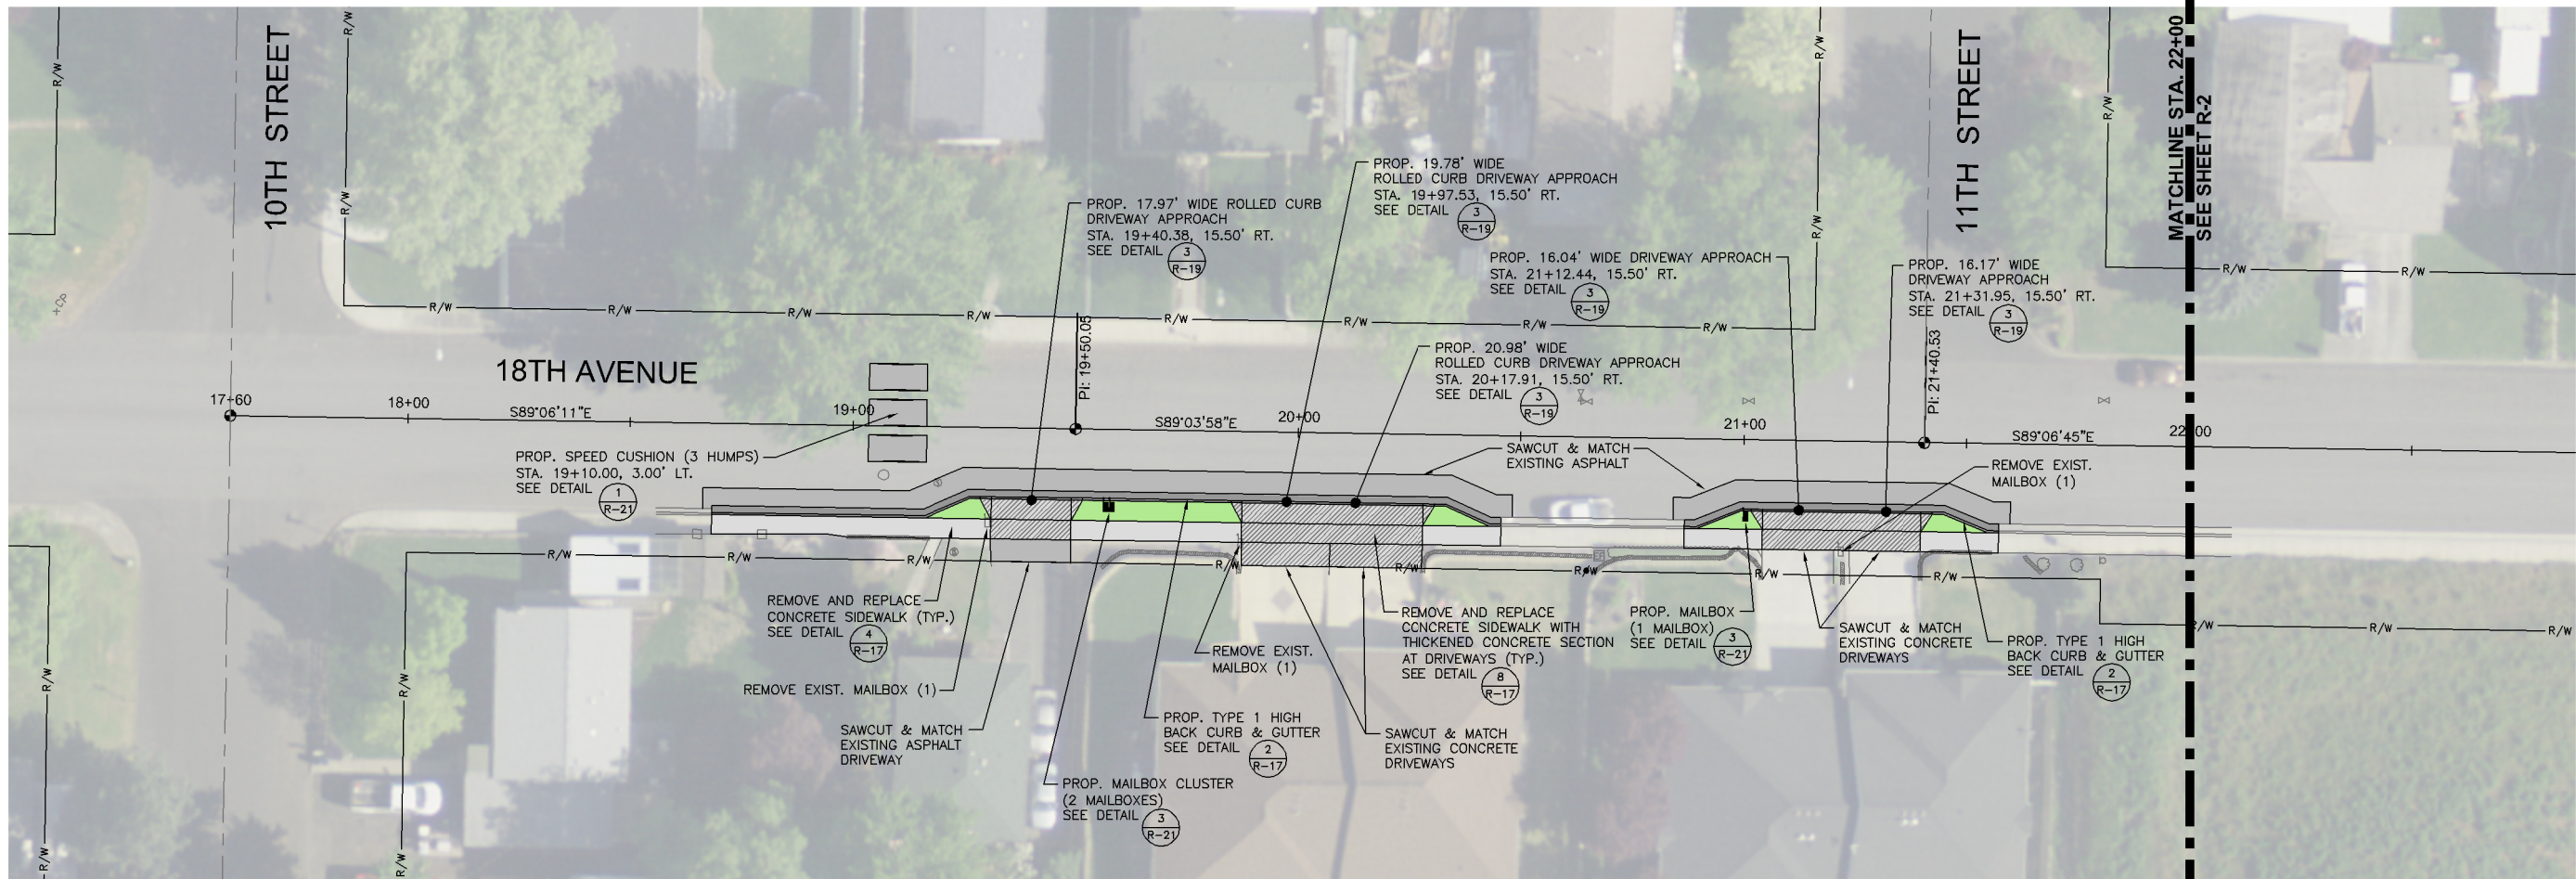 10TH STREET
11TH STREET
MATCHLINE STA. 22+00
SEE SHEET R-2
R/W
R/W
R/W
R/W
R/W
R/W
R/W
PROP. 19.78' WIDE
ROLLED CURB DRIVEWAY APPROACH
STA. 19+97.53, 15.50' RT.
SEE DETAIL
3
R-19
PROP. 17.97' WIDE ROLLED CURB
DRIVEWAY APPROACH
STA. 19+40.38, 15.50' RT.
SEE DETAIL
3
R-19
PROP. 16.04' WIDE DRIVEWAY APPROACH
STA. 21+12.44, 15.50' RT.
SEE DETAIL
3
R-19
PROP. 16.17' WIDE
DRIVEWAY APPROACH
STA. 21+31.95, 15.50' RT.
SEE DETAIL
3
R-19
R/W
R/W
+CP
R/W
R/W
R/W
R/W
R/W
R/W
R/W
R/W
PROP. 20.98' WIDE
ROLLED CURB DRIVEWAY APPROACH
STA. 20+17.91, 15.50' RT.
SEE DETAIL
3
R-19
18TH AVENUE
PI: 19+50.05
PI: 21+40.53
17+60
18+00
S89°06'11"E
19+00
S89°03'58"E
20+00
21+00
S89°06'45"E
22+00
PROP. SPEED CUSHION (3 HUMPS)
STA. 19+10.00, 3.00' LT.
SEE DETAIL
1
R-21
SAWCUT & MATCH
EXISTING ASPHALT
REMOVE EXIST.
MAILBOX (1)
R/W
R/W
R/W
R/W
R/W
R/W
R/W
R/W
REMOVE AND REPLACE
CONCRETE SIDEWALK (TYP.)
SEE DETAIL
4
R-17
REMOVE EXIST. MAILBOX (1)
SAWCUT & MATCH
EXISTING ASPHALT
DRIVEWAY
PROP. MAILBOX CLUSTER
(2 MAILBOXES)
SEE DETAIL
3
R-21
PROP. TYPE 1 HIGH
BACK CURB & GUTTER
SEE DETAIL
2
R-17
REMOVE EXIST.
MAILBOX (1)
REMOVE AND REPLACE
CONCRETE SIDEWALK WITH
THICKENED CONCRETE SECTION
AT DRIVEWAYS (TYP.)
SEE DETAIL
8
R-17
SAWCUT & MATCH
EXISTING CONCRETE
DRIVEWAYS
PROP. MAILBOX
(1 MAILBOX)
SEE DETAIL
3
R-21
SAWCUT & MATCH
EXISTING CONCRETE
DRIVEWAYS
PROP. TYPE 1 HIGH
BACK CURB & GUTTER
SEE DETAIL
2
R-17
R/W
R/W
R/W
R/W
R/W
R/W
R/W